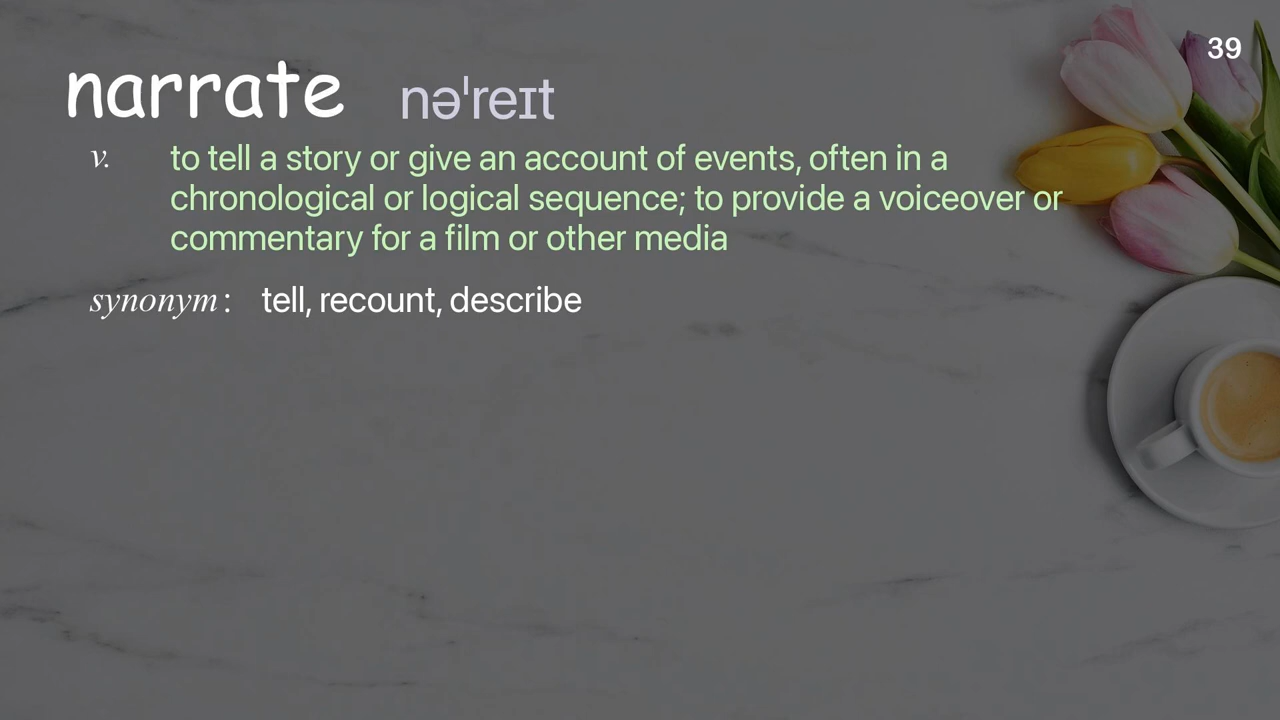 39
narrate nəˈreɪt
v. to tell a story or give an account of events, often in a
chronological or logical sequence; to provide a voiceover or
commentary for a film or other media
synonym: tell, recount, describe